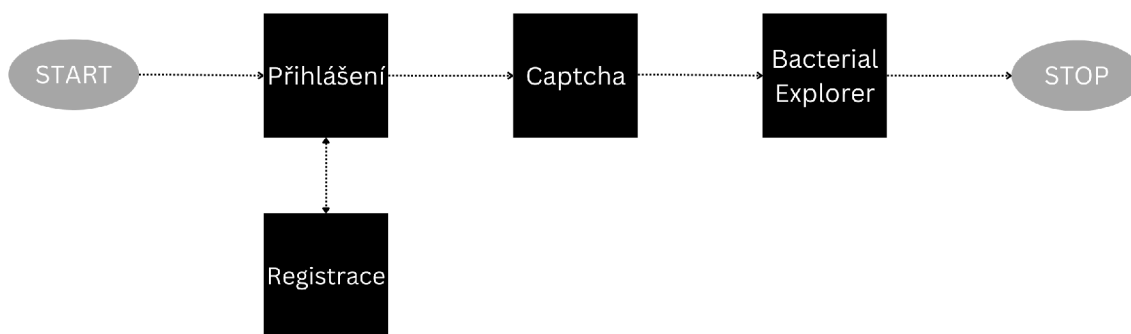 START
Přihlášení
Captcha
Bacterial
Explorer
STOP
Registrace